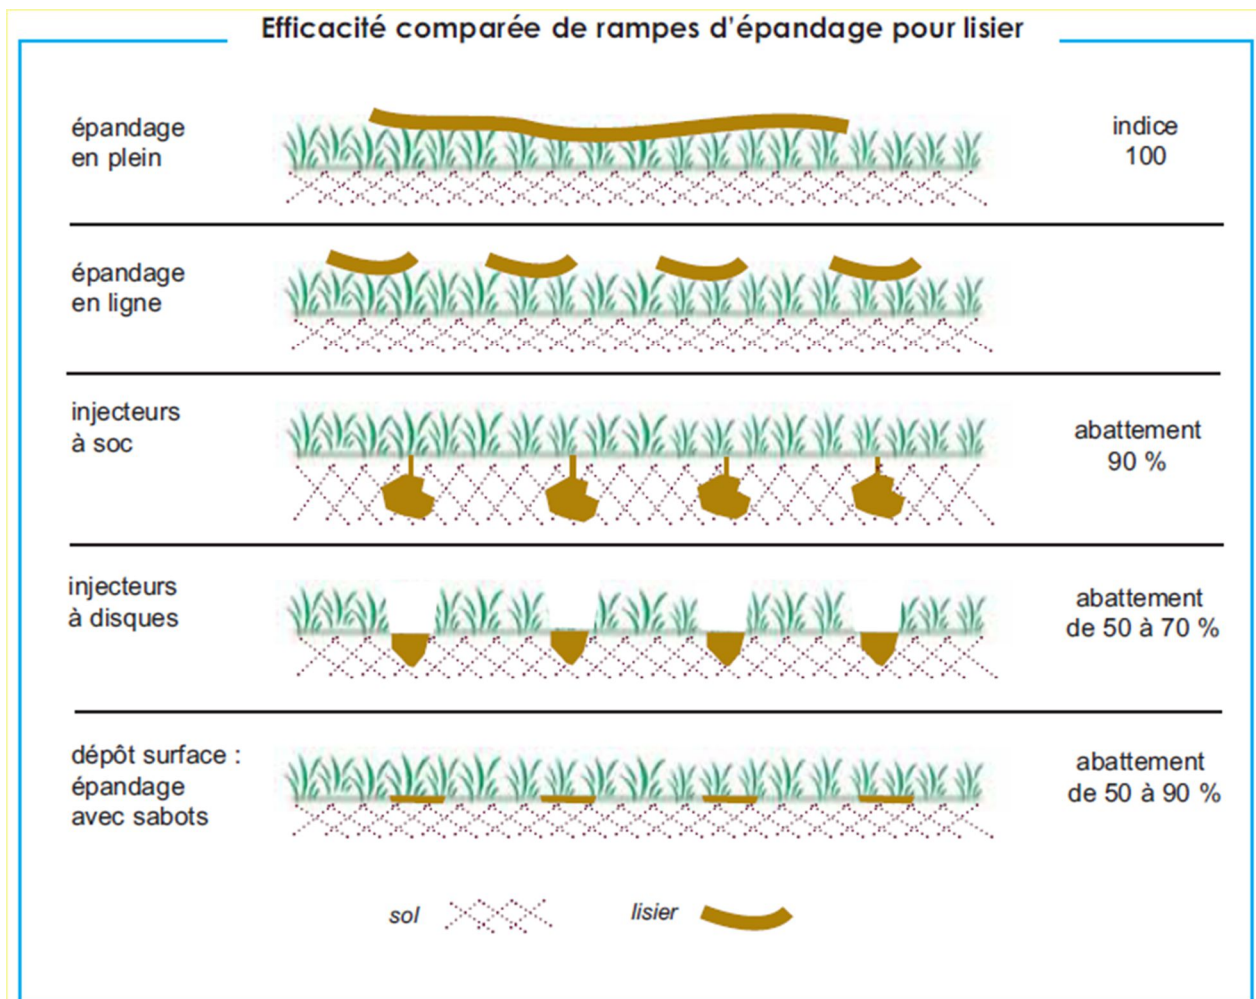 Efficacité comparée de rampes d'épandage pour lisier
épandage
en plein
indice
100
épandage
en ligne
injecteurs
à soc
abattement
90 %
injecteurs
à disques
abattement
de 50 à 70 %
dépôt surface :
épandage
avec sabots
abattement
de 50 à 90 %
sol
lisier